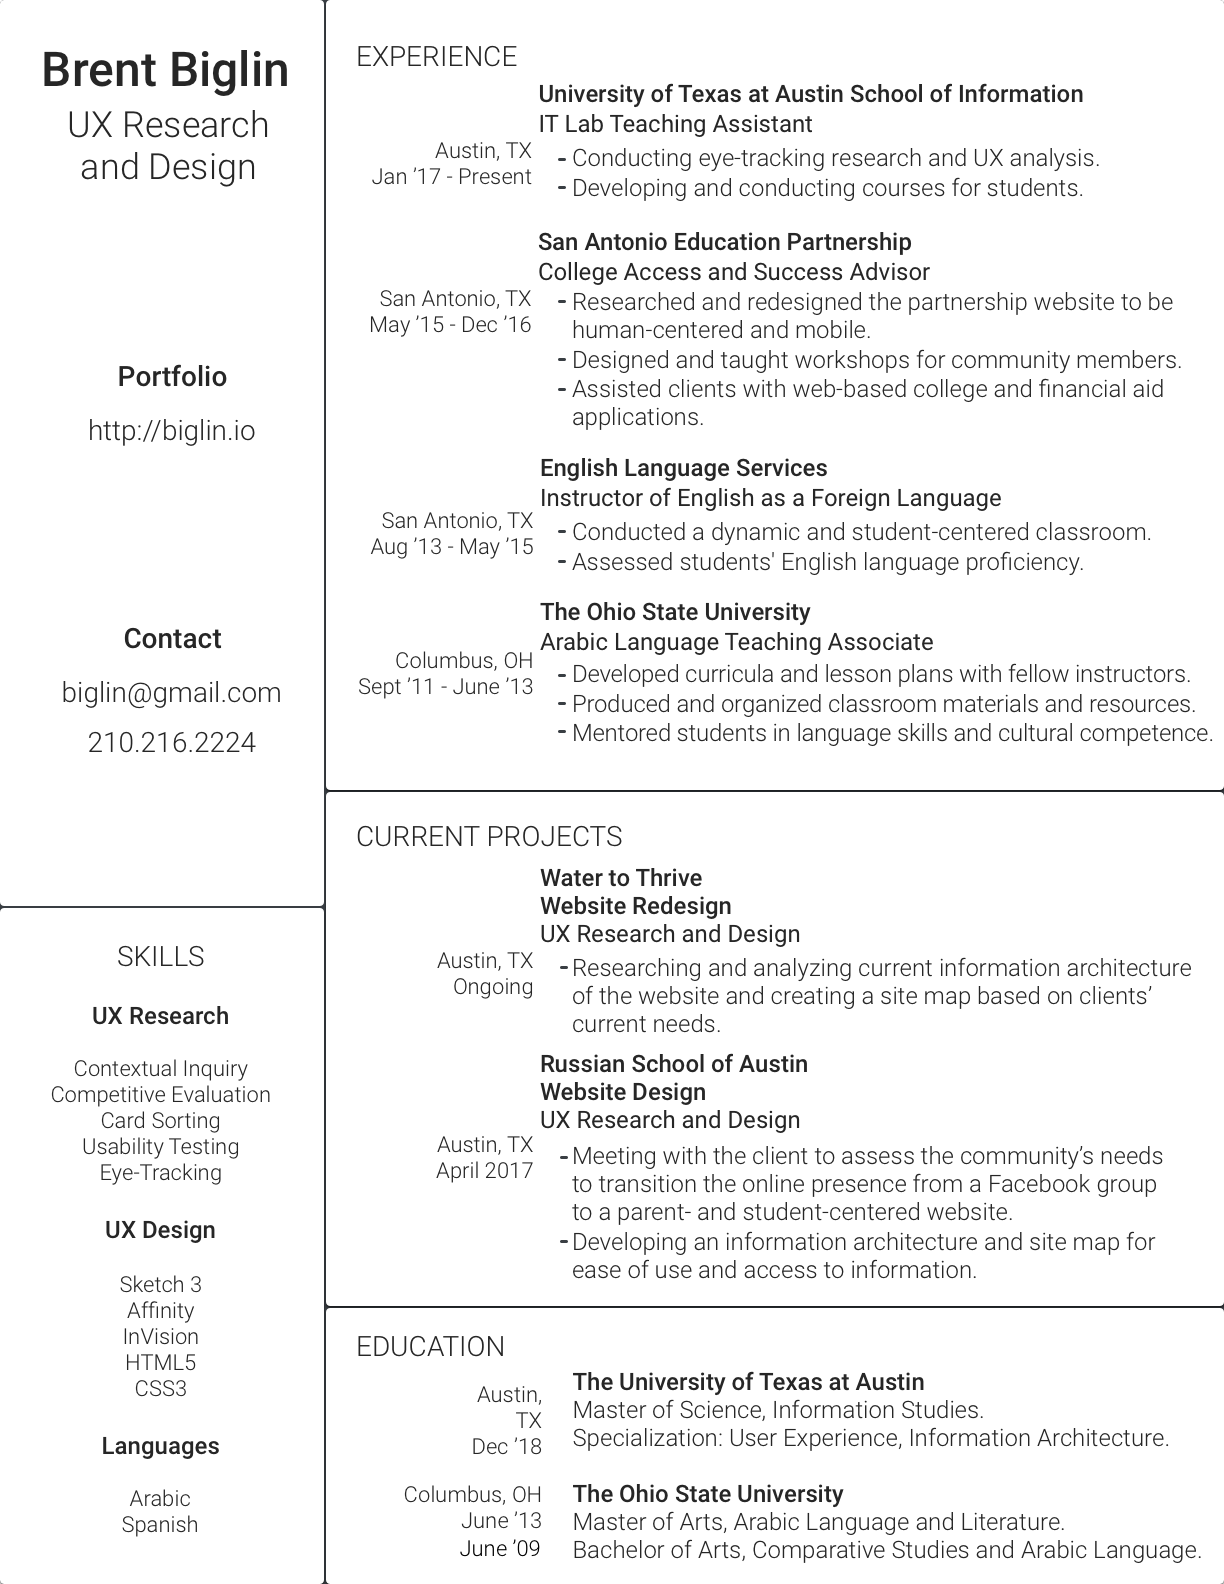 Brent Biglin
UX Research
and Design
Portfolio
http://biglin.io
Contact
biglin@gmail.com
210.216.2224
SKILLS
UX Research
Contextual Inquiry
Competitive Evaluation
Card Sorting
Usability Testing
Eye-Tracking
UX Design
Sketch 3
Affinity
InVision
HTML5
CSS3
Languages
Arabic
Spanish
EXPERIENCE
University of Texas at Austin School of Information
IT Lab Teaching Assistant
Austin, TX
Jan ’17 - Present
- Conducting eye-tracking research and UX analysis.
- Developing and conducting courses for students.
San Antonio Education Partnership
College Access and Success Advisor
San Antonio, TX
May ’15 - Dec ’16
- Researched and redesigned the partnership website to be
human-centered and mobile.
- Designed and taught workshops for community members.
- Assisted clients with web-based college and financial aid
applications.
English Language Services
Instructor of English as a Foreign Language
San Antonio, TX
Aug ’13 - May ’15
- Conducted a dynamic and student-centered classroom.
- Assessed students' English language proficiency.
The Ohio State University
Arabic Language Teaching Associate
Columbus, OH
Sept ’11 - June ’13
- Developed curricula and lesson plans with fellow instructors.
- Produced and organized classroom materials and resources.
- Mentored students in language skills and cultural competence.
CURRENT PROJECTS
Water to Thrive
Website Redesign
UX Research and Design
Austin, TX
Ongoing
- Researching and analyzing current information architecture
of the website and creating a site map based on clients’
current needs.
Russian School of Austin
Website Design
UX Research and Design
Austin, TX
April 2017
- Meeting with the client to assess the community’s needs
to transition the online presence from a Facebook group
to a parent- and student-centered website.
- Developing an information architecture and site map for
ease of use and access to information.
EDUCATION
Austin,
TX
Dec ’18
The University of Texas at Austin
Master of Science, Information Studies.
Specialization: User Experience, Information Architecture.
Columbus, OH
June ’13
June ’09
The Ohio State University
Master of Arts, Arabic Language and Literature.
Bachelor of Arts, Comparative Studies and Arabic Language.